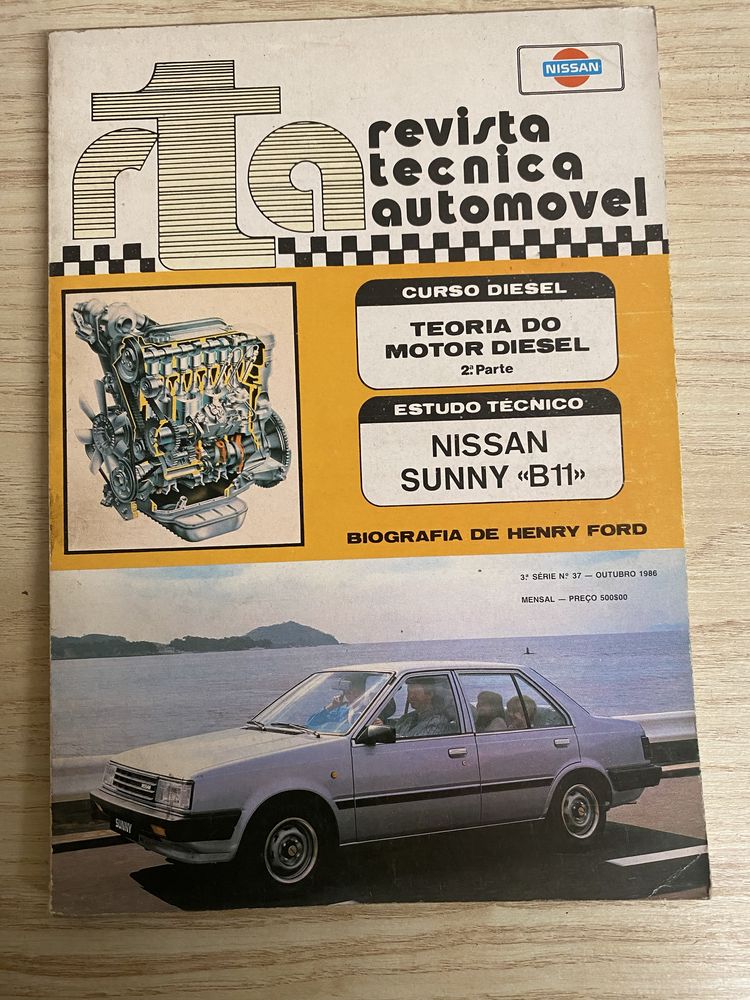 NISSAN
rta
revista
tecnica
automovel
CURSO DIESEL
TEORIA DO
MOTOR DIESEL
2ª Parte
ESTUDO TÉCNICO
NISSAN
SUNNY «B11»
BIOGRAFIA DE HENRY FORD
3.ª SÉRIE N.º 37 — OUTUBRO 1986
MENSAL — PREÇO 500$00
SUNNY